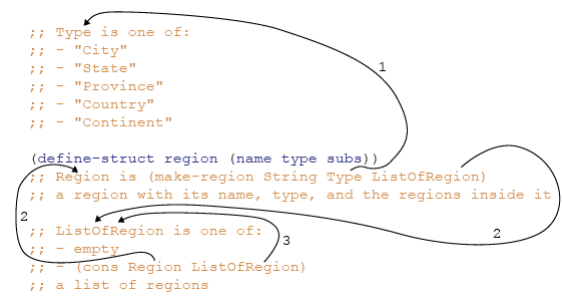 ;; Type is one of:
;; - "City"
;; - "State"
;; - "Province"
;; - "Country"
;; - "Continent"
1
(define-struct region (name type subs))
;; Region is (make-region String Type ListOfRegion)
;; a region with its name, type, and the regions inside it
2
;; ListOfRegion is one of:
2
3
;; - empty
;; - (cons Region ListOfRegion)
;; a list of regions